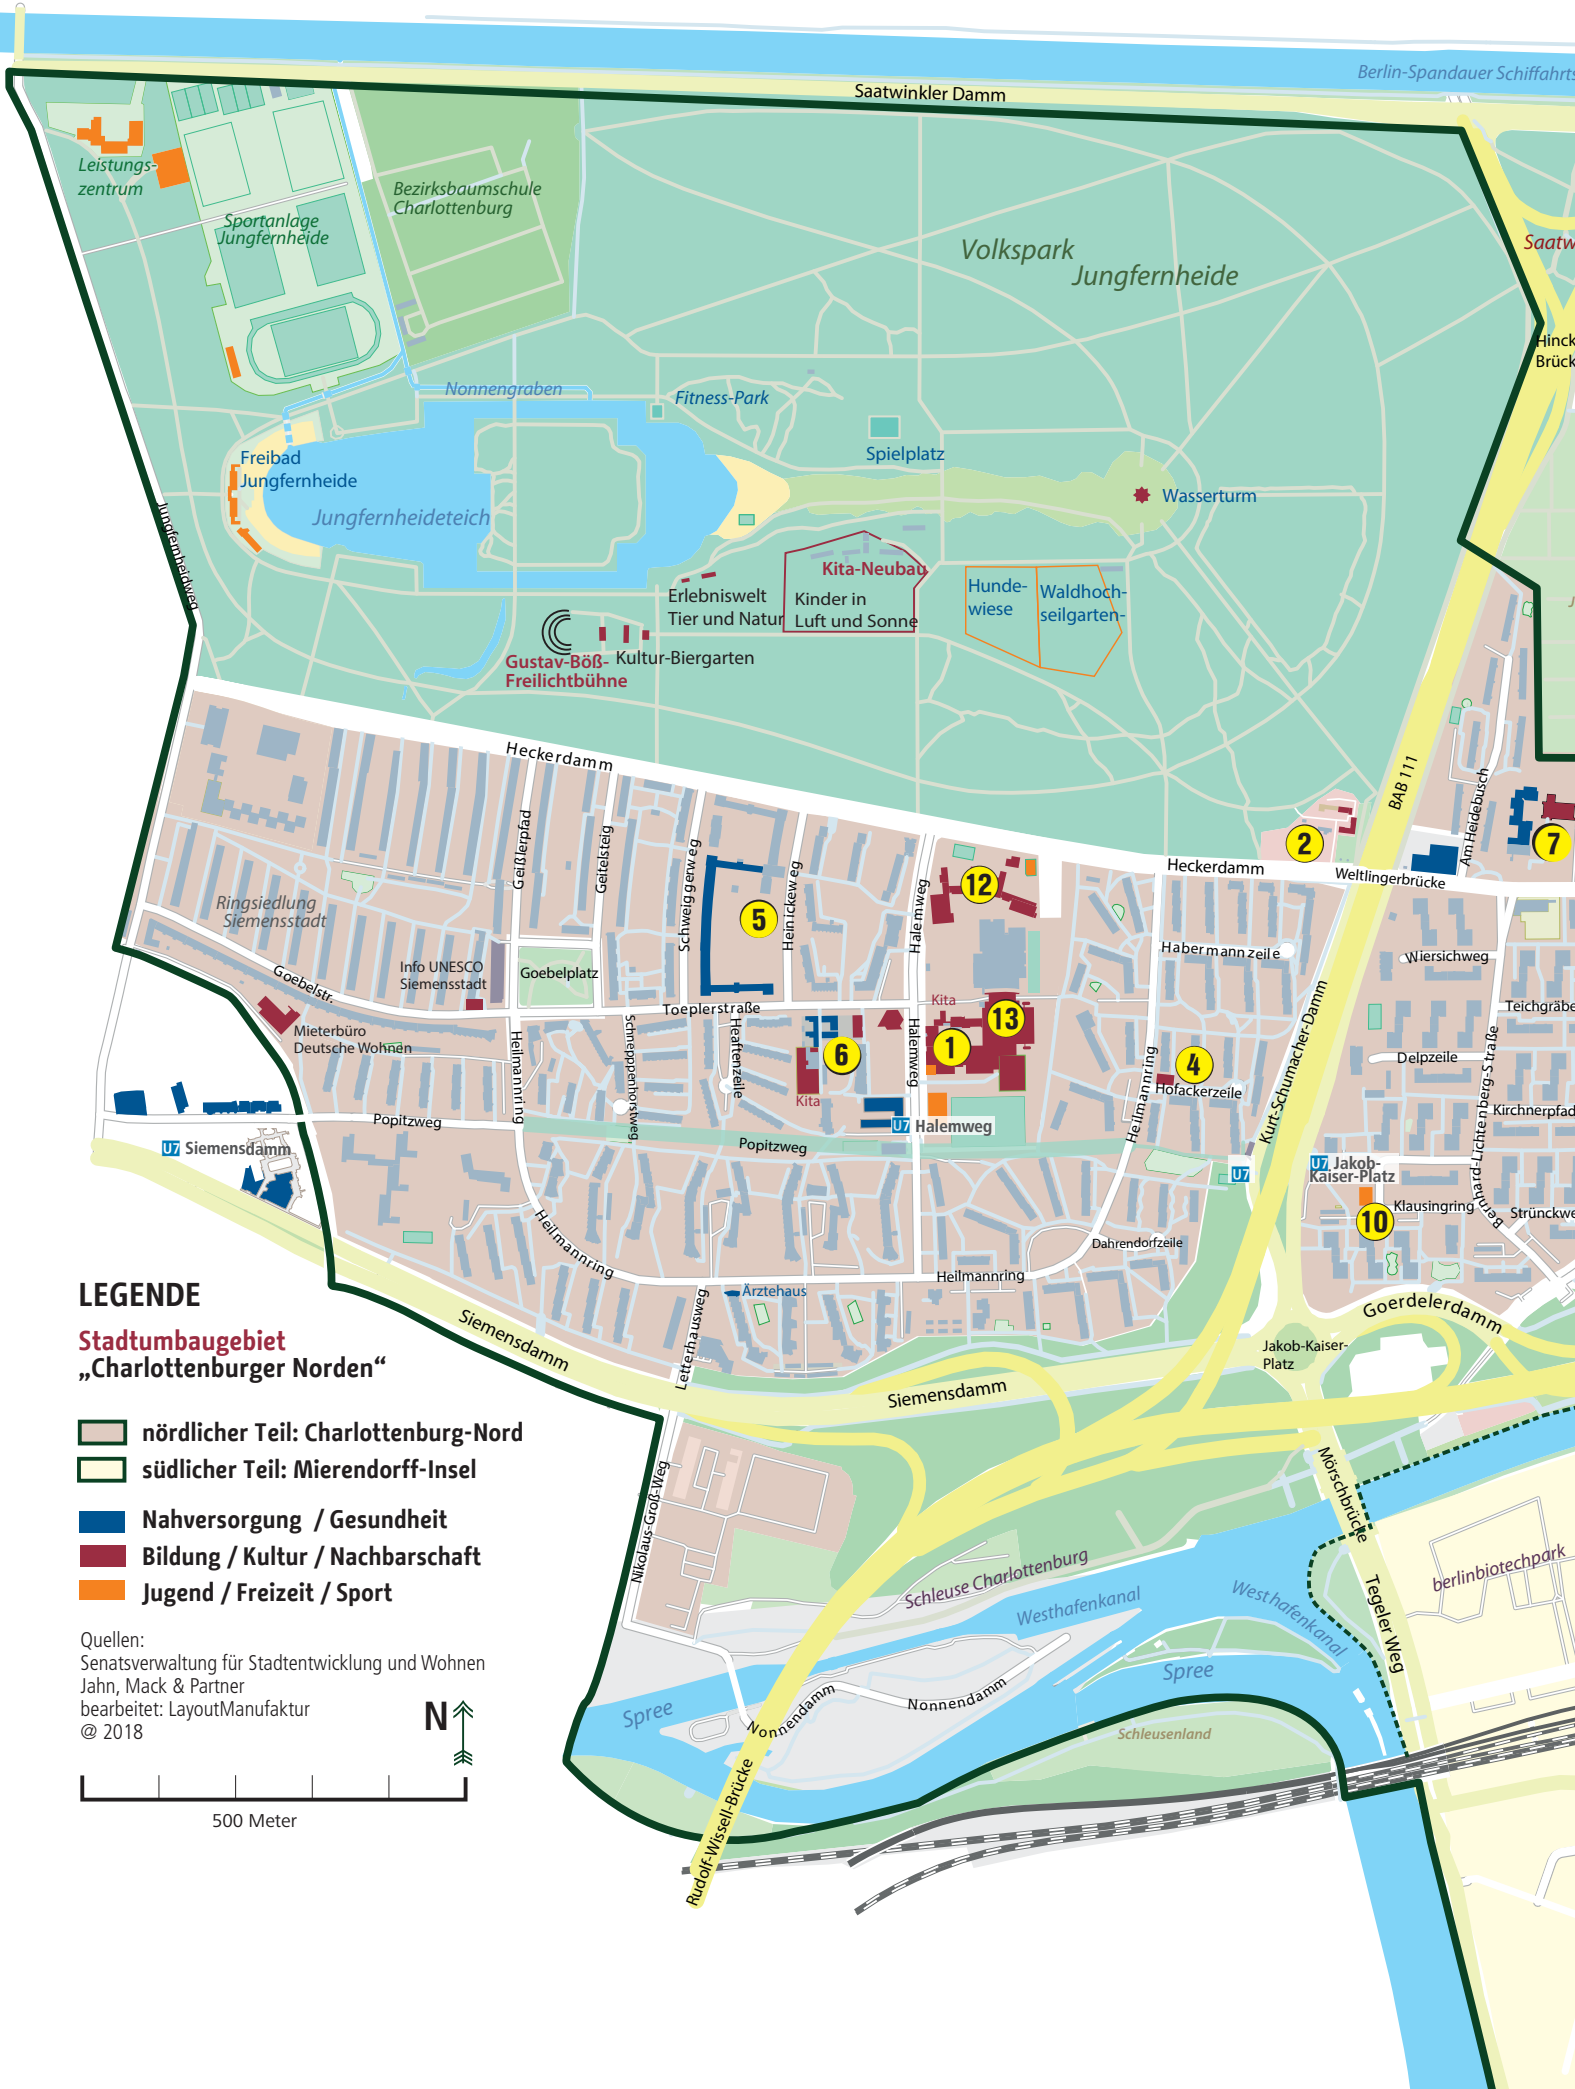 Berlin-Spandauer Schiffahrts
Saatwinkler Damm
Leistungs-
zentrum
Sportanlage
Jungfernheide
Bezirksbaumschule
Charlottenburg
Volkspark
Jungfernheide
Saatw
Hinck
Brück
Nonnengraben
Fitness-Park
Spielplatz
Freibad
Jungfernheide
Jungfernheideteich
Wasserturm
Jungfernheidweg
Kita-Neubau
Kinder in
Luft und Sonne
Erlebniswelt
Tier und Natur
Hunde-
wiese
Waldhoch-
seilgarten-
Gustav-Böß-
Freilichtbühne
Kultur-Biergarten
Heckerdamm
BAB 111
Am Heidebusch
Geißlerpfad
Geitelsteig
Schweiggerweg
Heinickeweg
Halemweg
5
12
2
7
Heckerdamm
Weltlingerbrücke
Ringsiedlung
Siemensstadt
Goebelstr.
Info UNESCO
Siemensstadt
Goebelplatz
Toeplerstraße
Habermannzeile
Wiersichweg
Kurt-Schumacher-Damm
Teichgräbe
Mieterbüro
Deutsche Wohnen
Heilmannring
Schneppenhorstweg
Heaftenzeile
Kita
6
Kita
13
1
Halemweg
4
Hofackerzeile
Heilmannring
Delpzeile
Bernhard-Lichtenberg-Straße
Kirchnerpfad
Popitzweg
Popitzweg
U7 Halemweg
U7 Siemensdamm
U7
U7 Jakob-
Kaiser-Platz
10
Klausingring
Strünckwe
Heilmannring
Dahrendorfzeile
Heilmannring
Ärztehaus
Letterhausweg
Goerdelerdamm
Jakob-Kaiser-
Platz
Siemensdamm
Siemensdamm
LEGENDE
Stadtumbaugebiet
„Charlottenburger Norden“
nördlicher Teil: Charlottenburg-Nord
südlicher Teil: Mierendorff-Insel
Nahversorgung / Gesundheit
Bildung / Kultur / Nachbarschaft
Jugend / Freizeit / Sport
Quellen:
Senatsverwaltung für Stadtentwicklung und Wohnen
Jahn, Mack & Partner
bearbeitet: LayoutManufaktur
@ 2018
N
500 Meter
Nikolaus-Groß-Weg
Mörschbrücke
Schleuse Charlottenburg
Westhafenkanal
Westhafenkanal
berlinbiotechpark
Tegeler Weg
Spree
Spree
Nonnendamm
Nonnendamm
Schleusenland
Rudolf-Wissell-Brücke